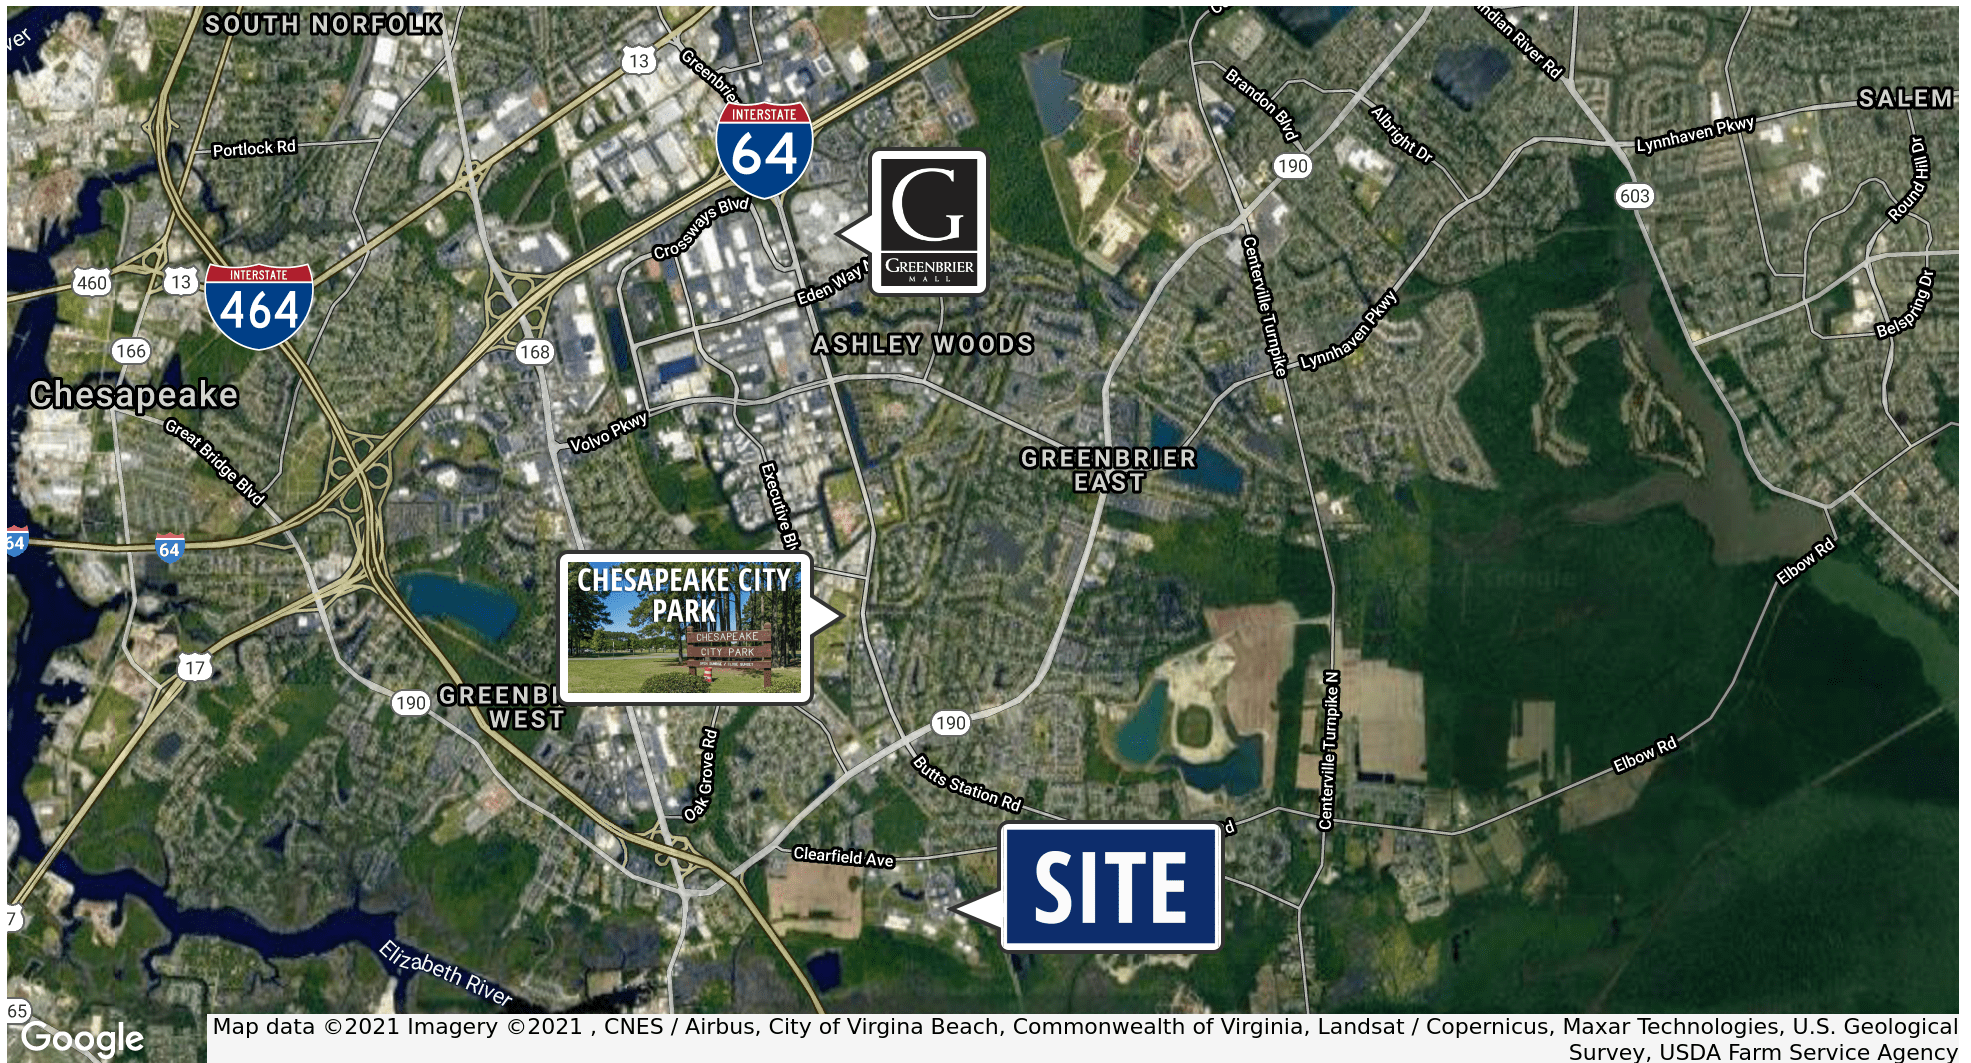 SOUTH NORFOLK
13
Greenbrie
Indian River Rd
SALEM
Brandon Blvd
Albright Dr
Lynnhaven Pkwy
Portlock Rd
INTERSTATE
64
190
603
Round Hill Dr
G
GREENBRIER
MALL
Crossways Blvd
Eden Way
Centerville Turnpike
460
13
INTERSTATE
464
Lynnhaven Pkwy
Belspring Dr
166
168
ASHLEY WOODS
Chesapeake
Great Bridge Blvd
Volvo Pkwy
GREENBRIER
EAST
Executive Blv
64
64
Elbow Rd
CHESAPEAKE CITY
PARK
CHESAPEAKE
CITY PARK
17
190
GREENBRI
WEST
190
Oak Grove Rd
Centerville Turnpike N
Elbow Rd
Butts Station Rd
Clearfield Ave
SITE
7
Elizabeth River
65
Google
Map data ©2021 Imagery ©2021 , CNES / Airbus, City of Virgina Beach, Commonwealth of Virginia, Landsat / Copernicus, Maxar Technologies, U.S. Geological
Survey, USDA Farm Service Agency